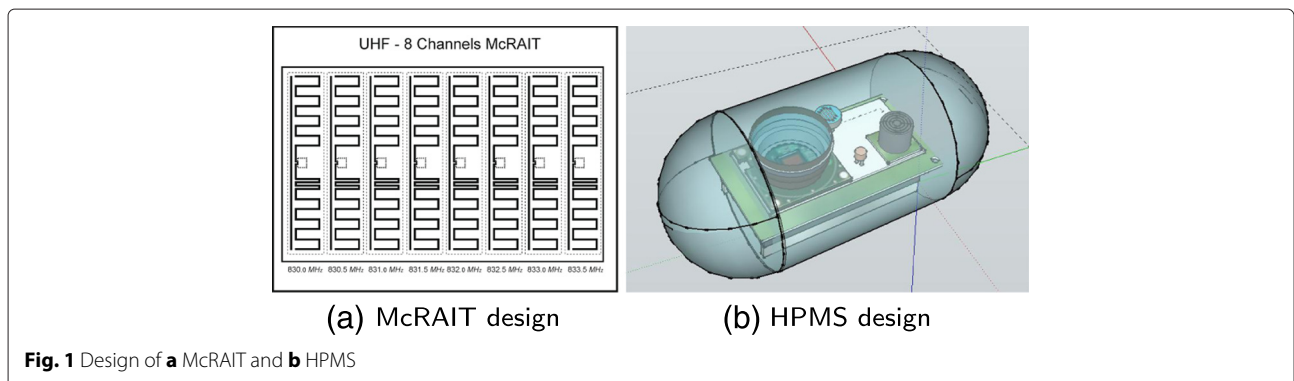 UHF - 8 Channels McRAIT
830.0 MHz 830.5 MHz 831.0 MHz 831.5 MHz 832.0 MHz 832.5 MHz 833.0 MHz 833.5 MHz
(a) McRAIT design
(b) HPMS design
Fig. 1 Design of a McRAIT and b HPMS